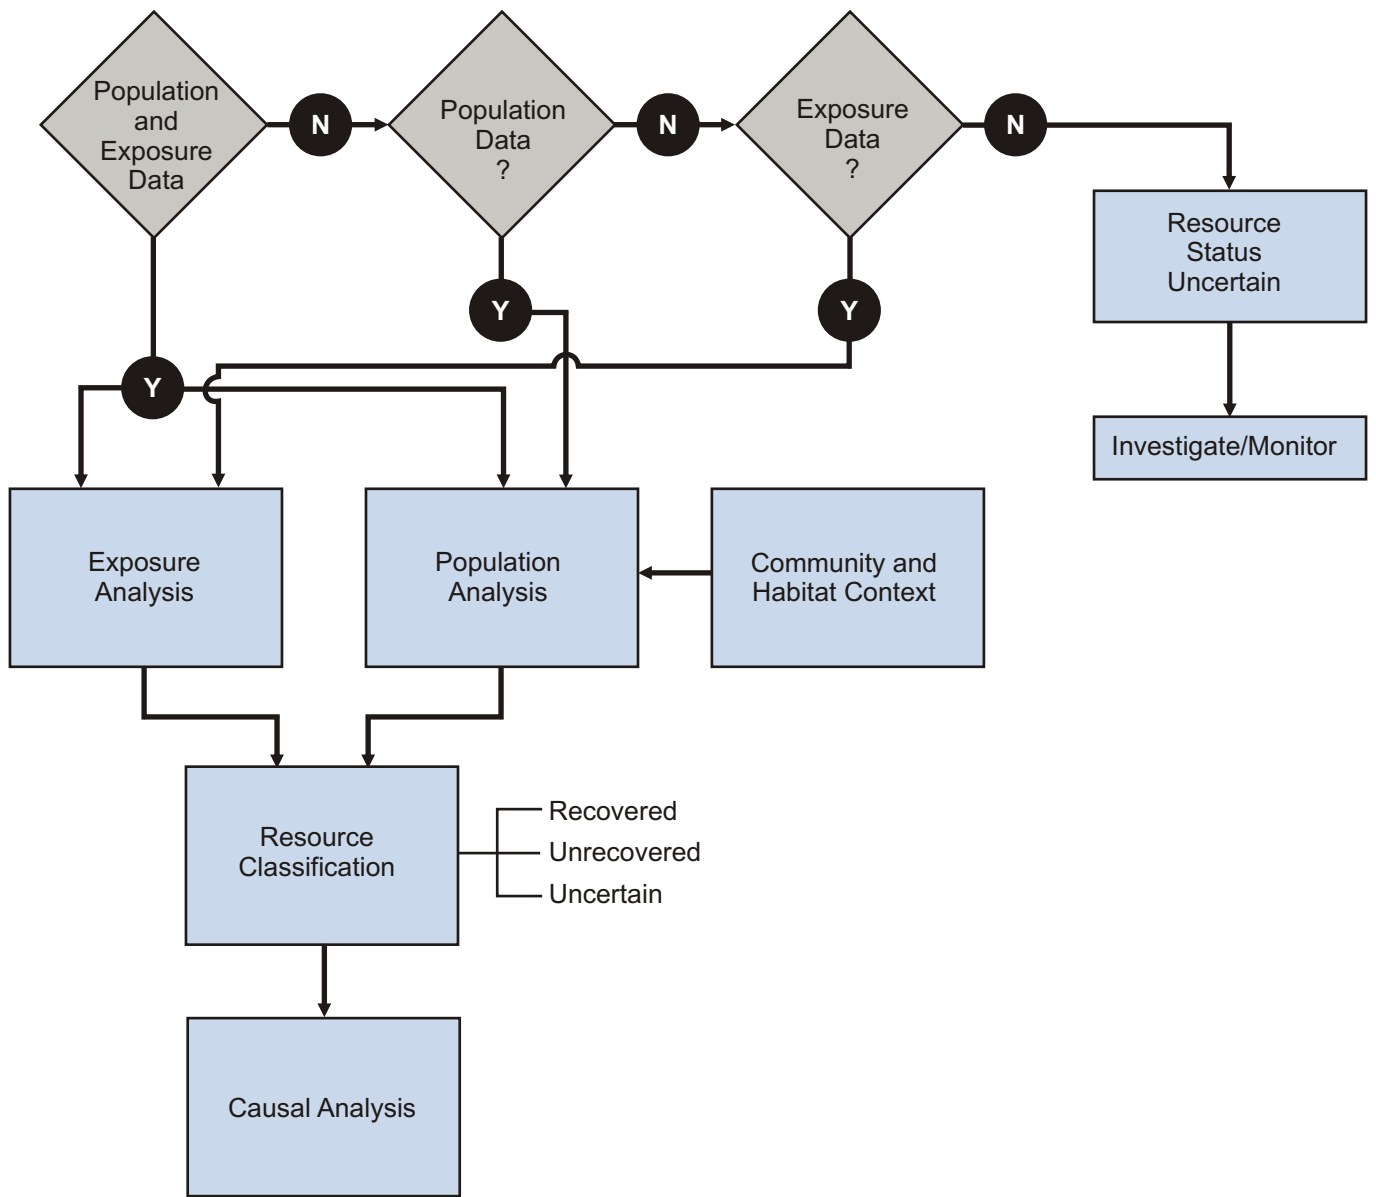 Population
and
Exposure
Data
N
Population
Data
?
N
Exposure
Data
?
N
Resource
Status
Uncertain
Y
Y
Y
Investigate/Monitor
Exposure
Analysis
Population
Analysis
Community and
Habitat Context
Resource
Classification
Recovered
Unrecovered
Uncertain
Causal Analysis